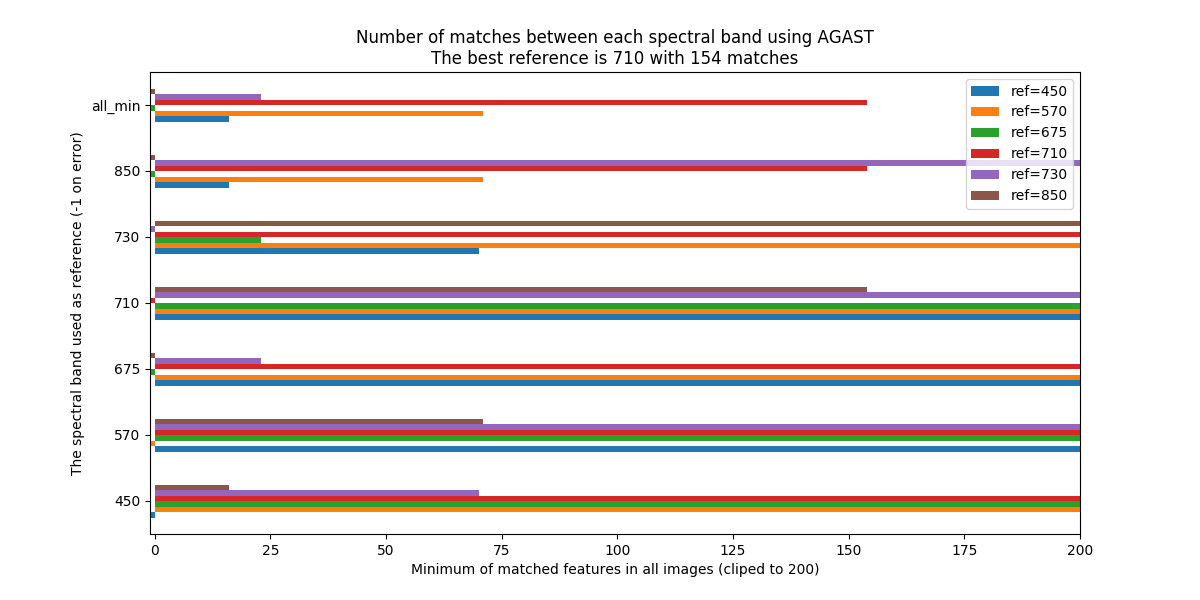 Number of matches between each spectral band using AGAST
The best reference is 710 with 154 matches
ref=450
ref=570
ref=675
ref=710
ref=730
ref=850
The spectral band used as reference (-1 on error)
all_min
850
730
710
675
570
450
0 25 50 75 100 125 150 175 200
Minimum of matched features in all images (cliped to 200)